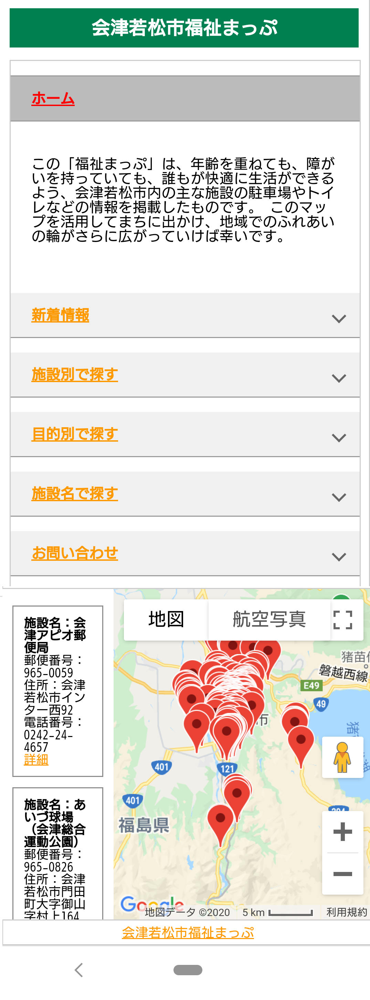 会津若松市福祉まっぷ
ホーム
この「福祉まっぷ」は、年齢を重ねても、障が
いを持っていても、誰もが快適に生活ができる
よう、会津若松市内の主な施設の駐車場やトイ
レなどの情報を掲載したものです。 このマッ
プを活用してまちに出かけ、地域でのふれあい
の輪がさらに広がっていけば幸いです。
新着情報
施設別で探す
目的別で探す
施設名で探す
お問い合わせ
施設名：会
津アピオ郵
便局
郵便番号：
965-0059
住所：会津
若松市イン
ター西92
電話番号：
0242-24-
4657
詳細
施設名：あ
いづ球場
（会津総合
運動公園）
郵便番号：
965-0826
住所：会津
若松市門田
町大字御山
字村上164
地図
航空写真
猪苗
磐越西線
E49
49
市
猪
湖
401
121
401
福島県
Google
地図データ ©2020
5 km
利用規約
会津若松市福祉まっぷ